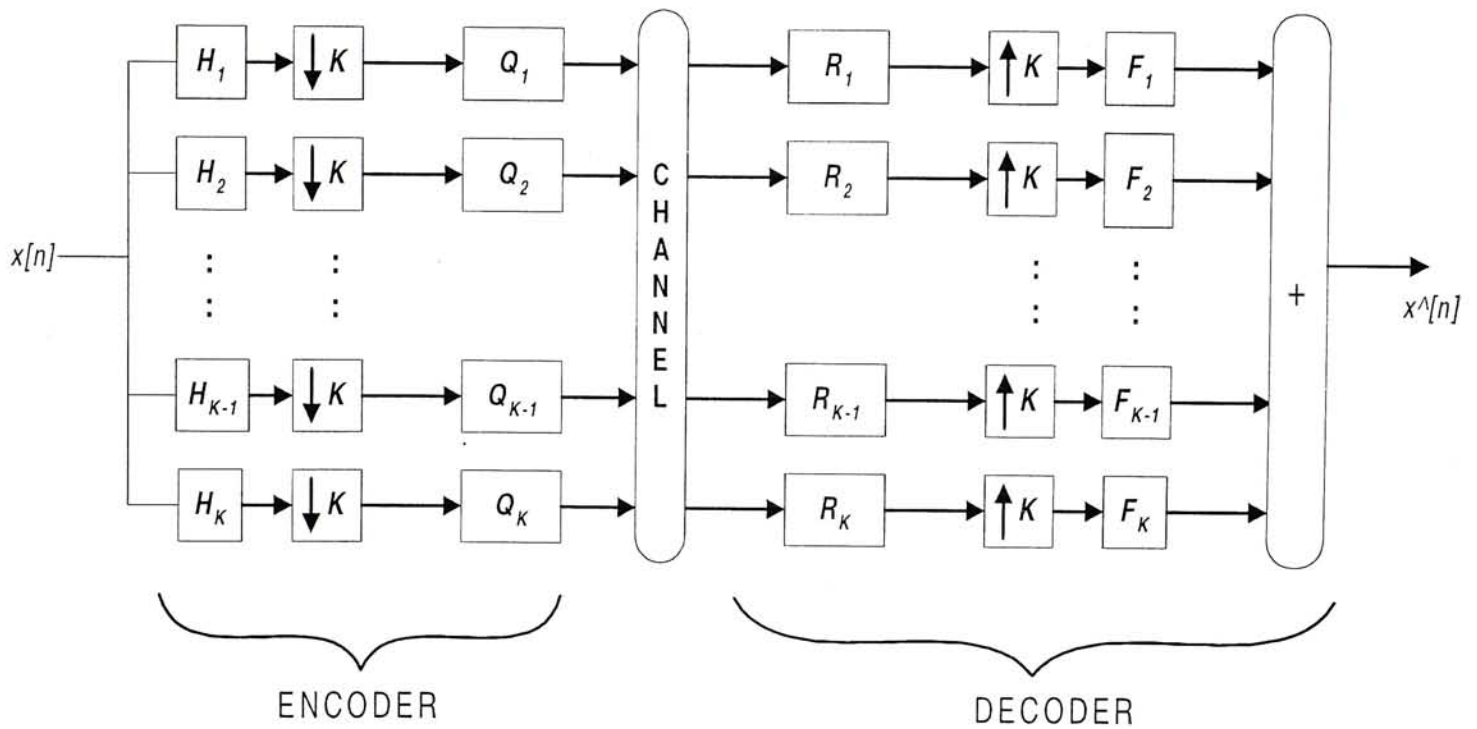 H1 ↓ K Q1 R1 ↑ K F1
H2 ↓ K Q2 R2 ↑ K F2
x[n]
CHANNEL
+
x^[n]
HK-1 ↓ K QK-1 RK-1 ↑ K FK-1
HK ↓ K QK RK ↑ K FK
ENCODER
DECODER